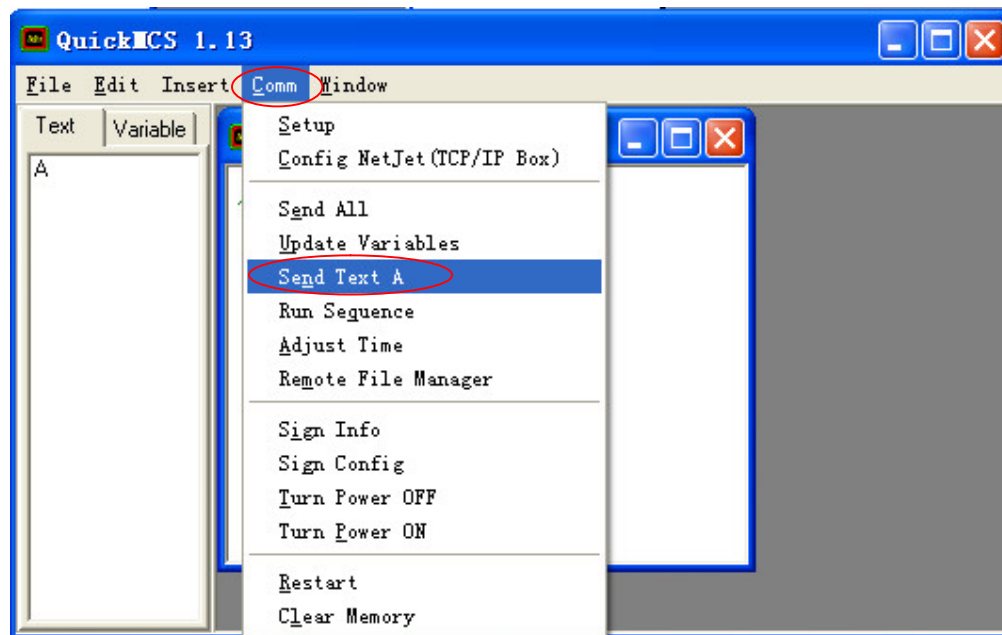 QuickMCS 1.13
File Edit Insert Comm Window
Text Variable
A
Setup
Config NetJet(TCP/IP Box)
Send All
Update Variables
Send Text A
Run Sequence
Adjust Time
Remote File Manager
Sign Info
Sign Config
Turn Power OFF
Turn Power ON
Restart
Clear Memory